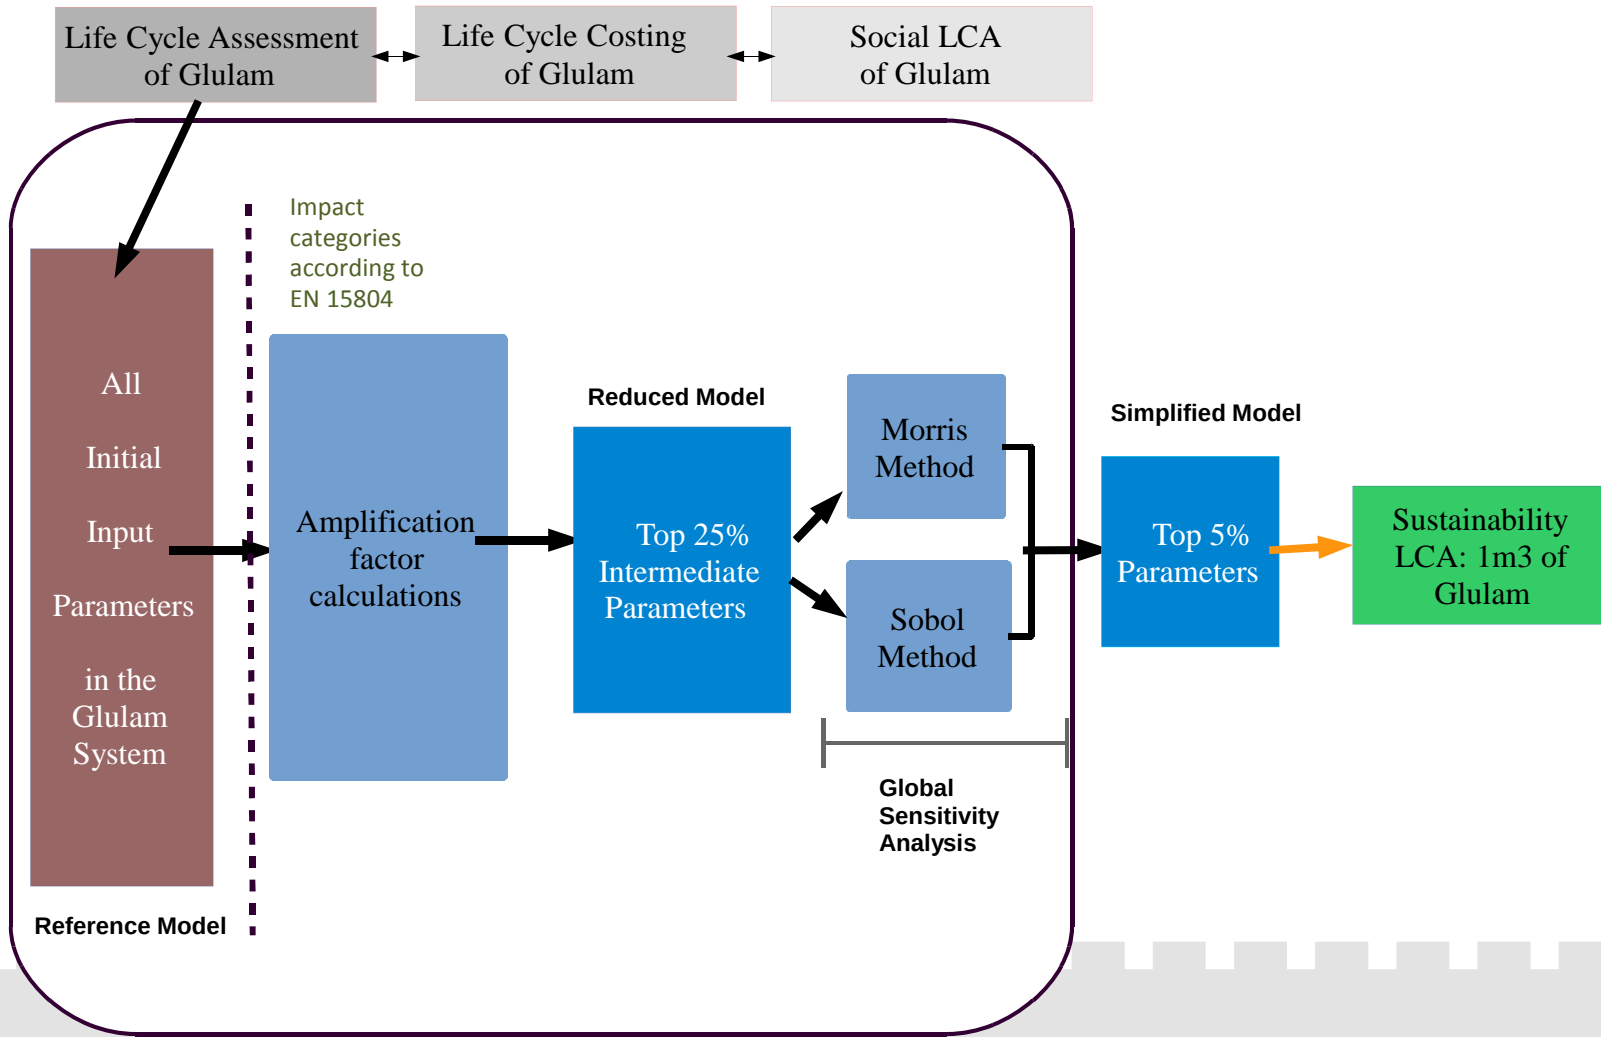 Life Cycle Assessment
of Glulam
Life Cycle Costing
of Glulam
Social LCA
of Glulam
Impact
categories
according to
EN 15804
All
Initial
Input
Parameters
in the
Glulam
System
Reference Model
Amplification
factor
calculations
Reduced Model
Top 25%
Intermediate
Parameters
Morris
Method
Sobol
Method
Global
Sensitivity
Analysis
Simplified Model
Top 5%
Parameters
Sustainability
LCA: 1m3 of
Glulam